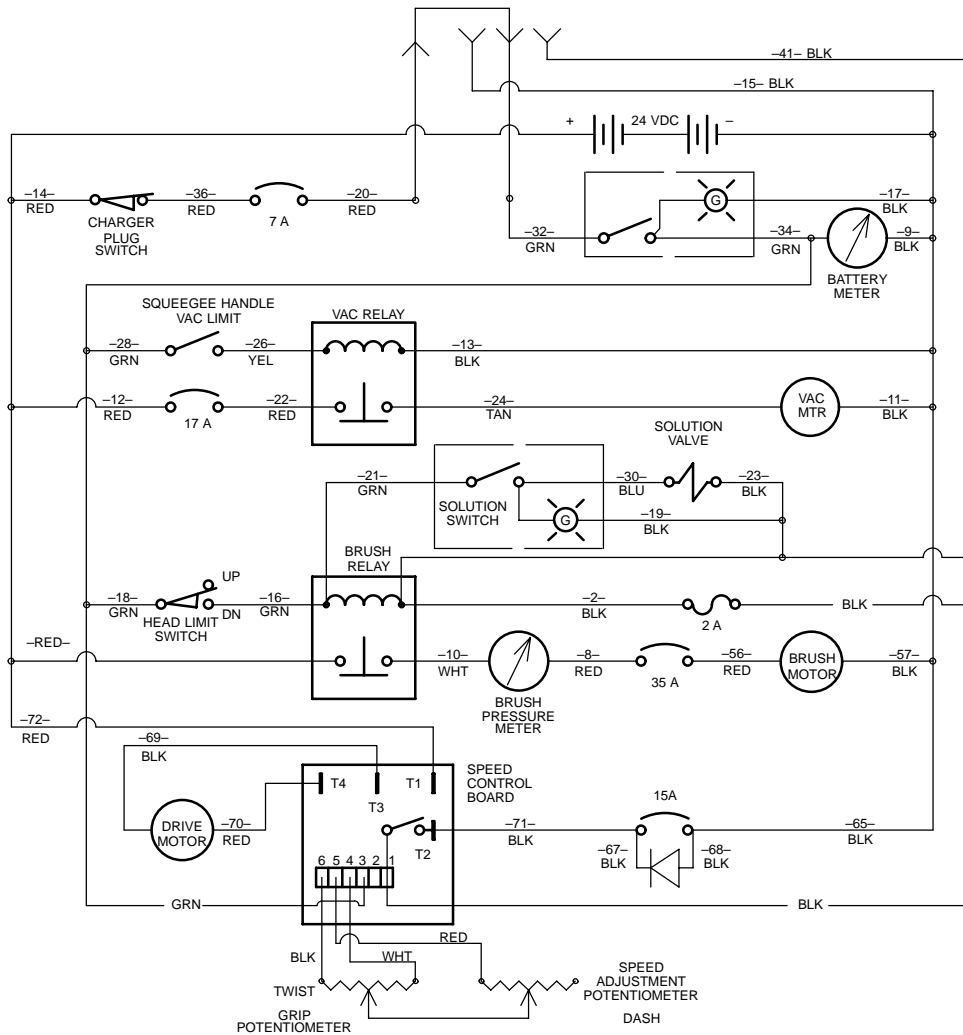 –41– BLK
–15– BLK
+ 24 VDC –
–14–
RED
–36–
RED
7 A
–20–
RED
CHARGER
PLUG
SWITCH
G
–17–
BLK
–32–
GRN
–34–
GRN
–9–
BLK
BATTERY
METER
SQUEEGEE HANDLE
VAC LIMIT
VAC RELAY
–28–
GRN
–26–
YEL
–13–
BLK
–12–
RED
17 A
–22–
RED
–24–
TAN
VAC
MTR
–11–
BLK
SOLUTION
VALVE
–21–
GRN
SOLUTION
SWITCH
–30–
BLU
–23–
BLK
G
–19–
BLK
BRUSH
RELAY
UP
–18–
GRN
DN
HEAD LIMIT
SWITCH
–16–
GRN
–2–
BLK
2 A
BLK
–RED–
–10–
WHT
BRUSH
PRESSURE
METER
–8–
RED
35 A
–56–
RED
BRUSH
MOTOR
–57–
BLK
–72–
RED
–69–
BLK
T4
T3
T1
SPEED
CONTROL
BOARD
DRIVE
MOTOR
–70–
RED
T2
–71–
BLK
15A
–67–
BLK
–68–
BLK
–65–
BLK
6 5 4 3 2 1
GRN
BLK
RED
BLK
WHT
TWIST
GRIP
POTENTIOMETER
SPEED
ADJUSTMENT
POTENTIOMETER
DASH